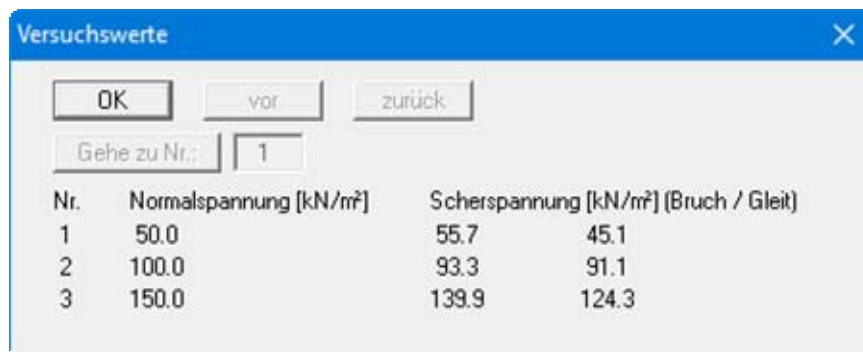 Versuchswerte
OK vor zurück
Gehe zu Nr.: 1
Nr. Normalspannung [kN/m²] Scherspannung [kN/m²] (Bruch / Gleit)
1 50.0 55.7 45.1
2 100.0 93.3 91.1
3 150.0 139.9 124.3